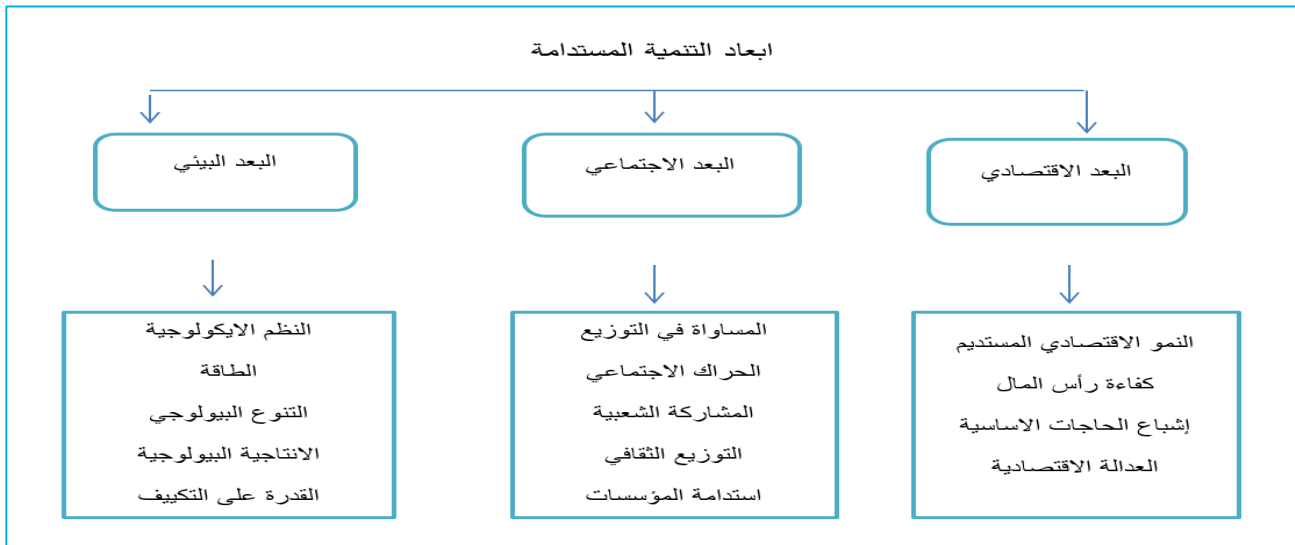 ابعاد التنمية المستدامة
البعد الاقتصادي
البعد الاجتماعي
البعد البيئي
النمو الاقتصادي المستديم
كفاءة رأس المال
إشباع الحاجات الاساسية
العدالة الاقتصادية
المساواة في التوزيع
الحراك الاجتماعي
المشاركة الشعبية
التوزيع الثقافي
استدامة المؤسسات
النظم الايكولوجية
الطاقة
التنوع البيولوجي
الانتاجية البيولوجية
القدرة على التكييف